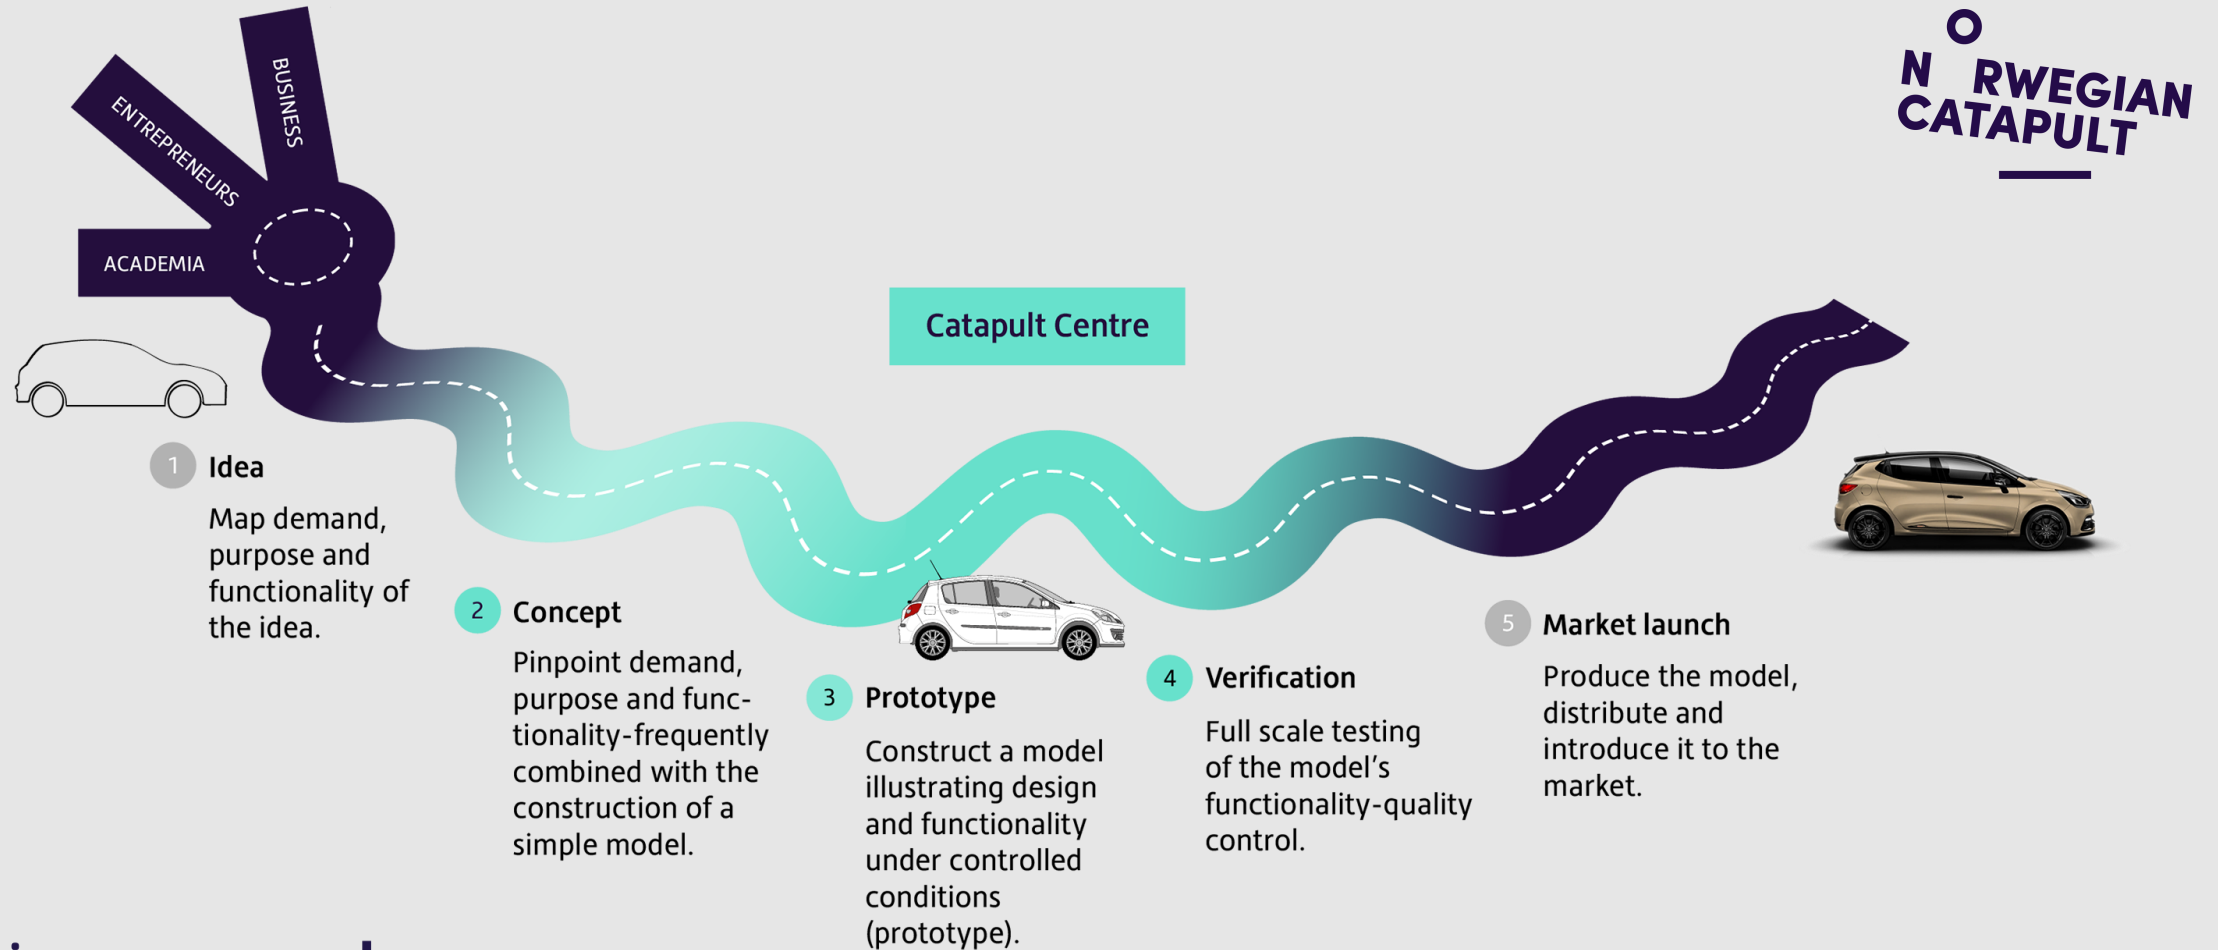 BUSINESS
ENTREPRENEURS
ACADEMIA
NORWEGIAN
CATAPULT
Catapult Centre
1 Idea
Map demand,
purpose and
functionality of
the idea.
2 Concept
Pinpoint demand,
purpose and func-
tionality-frequently
combined with the
construction of a
simple model.
3 Prototype
Construct a model
illustrating design
and functionality
under controlled
conditions
(prototype).
4 Verification
Full scale testing
of the model's
functionality-quality
control.
5 Market launch
Produce the model,
distribute and
introduce it to the
market.